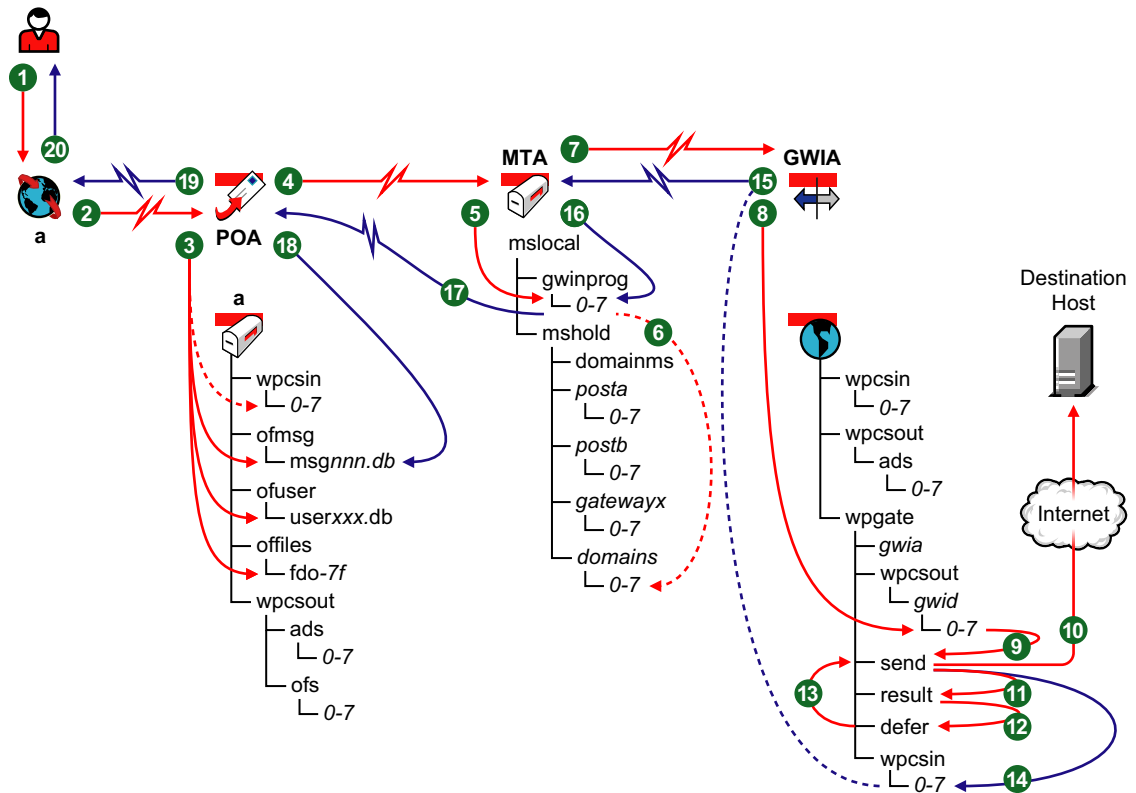 1
20
a
2
19
POA
4
3
18
MTA
7
GWIA
15
8
5
16
17
6
a
wpcsin
0-7
ofmsg
msgnnn.db
ofuser
userxxx.db
offiles
fdo-7f
wpcsout
ads
0-7
ofs
0-7
mslocal
gwinprog
0-7
mshold
domainms
posta
0-7
postb
0-7
gatewayx
0-7
domains
0-7
wpcsin
0-7
wpcsout
ads
0-7
wpgate
gwia
wpcsout
gwid
0-7
9
10
send
13
result
11
defer
12
wpcsin
0-7
14
Destination
Host
Internet